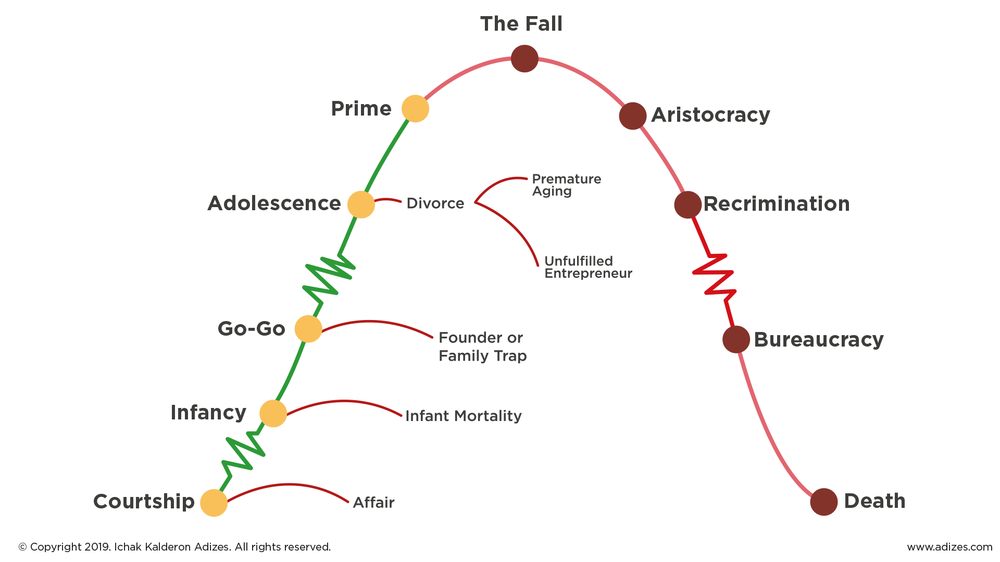 The Fall
Prime
Aristocracy
Premature
Aging
Adolescence
Divorce
Recrimination
Unfulfilled
Entrepreneur
Go-Go
Founder or
Family Trap
Bureaucracy
Infancy
Infant Mortality
Courtship
Affair
Death
© Copyright 2019. Ichak Kalderon Adizes. All rights reserved.
www.adizes.com